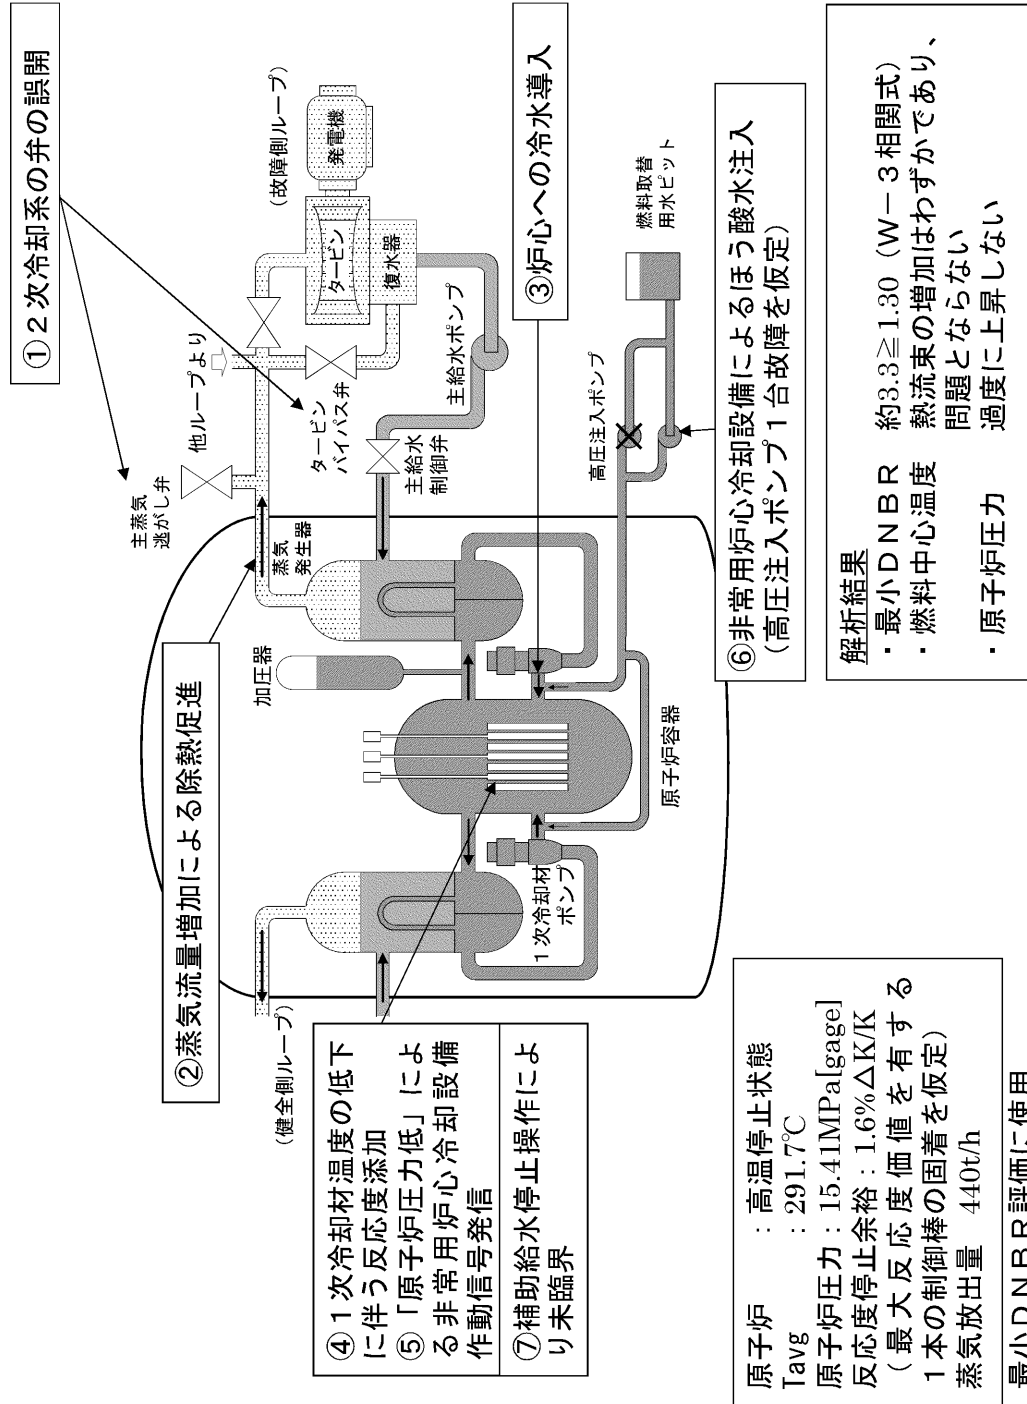 ①２次冷却系の弁の誤開
②蒸気流量増加による除熱促進
③炉心への冷水導入
④１次冷却材温度の低下
に伴う反応度添加
⑤「原子炉圧力低」によ
る非常用炉心冷却設備
作動信号発信
⑦補助給水停止操作によ
り未臨界
⑥非常用炉心冷却設備によるほう酸水注入
(高圧注入ポンプ１台故障を仮定)
(健全側ループ)
(故障側ループ)
主蒸気
逃がし弁
他ループより
蒸気
発生器
加圧器
タービン
バイパス弁
タービン
発電機
復水器
主給水
制御弁
主給水ポンプ
１次冷却材
ポンプ
原子炉容器
高圧注入ポンプ
燃料取替
用水ピット
原子炉　：高温停止状態
Tavg　：291.7℃
原子炉圧力：15.41MPa[gage]
反応度停止余裕：1.6%△K/K
(最大反応度価値を有する
１本の制御棒の固着を仮定)
蒸気放出量　440t/h
最小ＤＮＢＲ評価に使用
解析結果
・最小ＤＮＢＲ　約3.3≧1.30（Ｗ－３相関式）
・燃料中心温度　熱流束の増加はわずかであり、
問題とならない
・原子炉圧力　過度に上昇しない